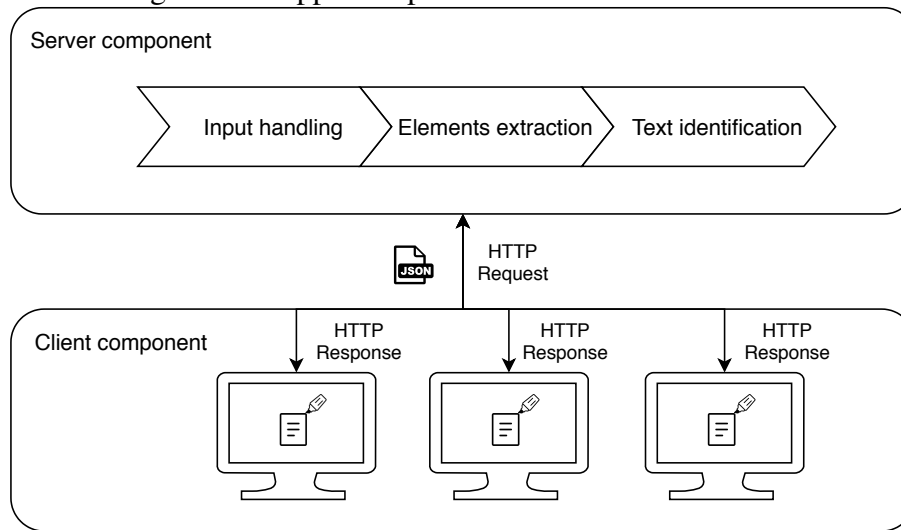 Server component
Input handling
Elements extraction
Text identification
JSON
HTTP
Request
Client component
HTTP
Response
HTTP
Response
HTTP
Response